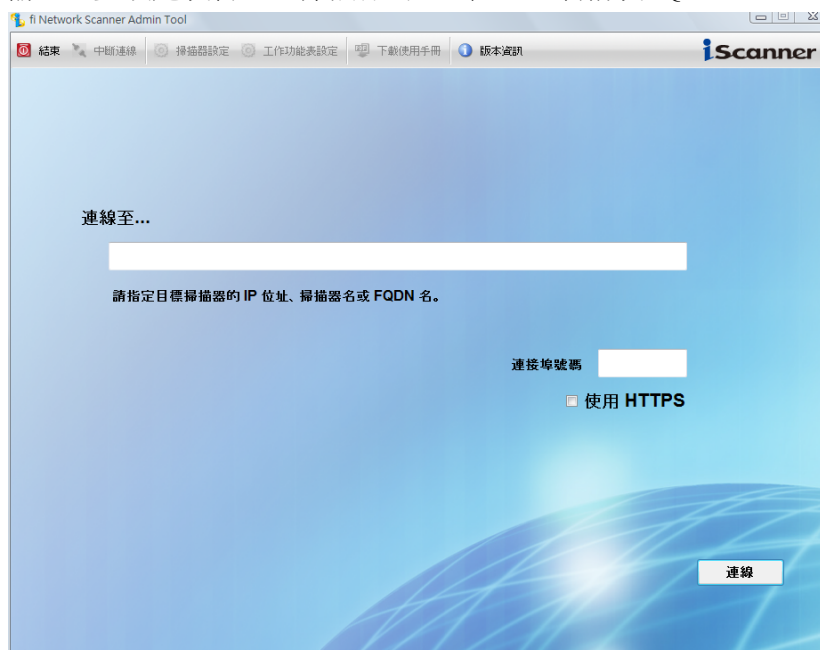 fi Network Scanner Admin Tool
結束 中斷連線 掃描器設定 工作功能表設定 下載使用手冊 版本資訊 iScanner
連線至...
請指定目標掃描器的 IP 位址、掃描器名或 FQDN 名。
連接埠號碼
使用 HTTPS
連線